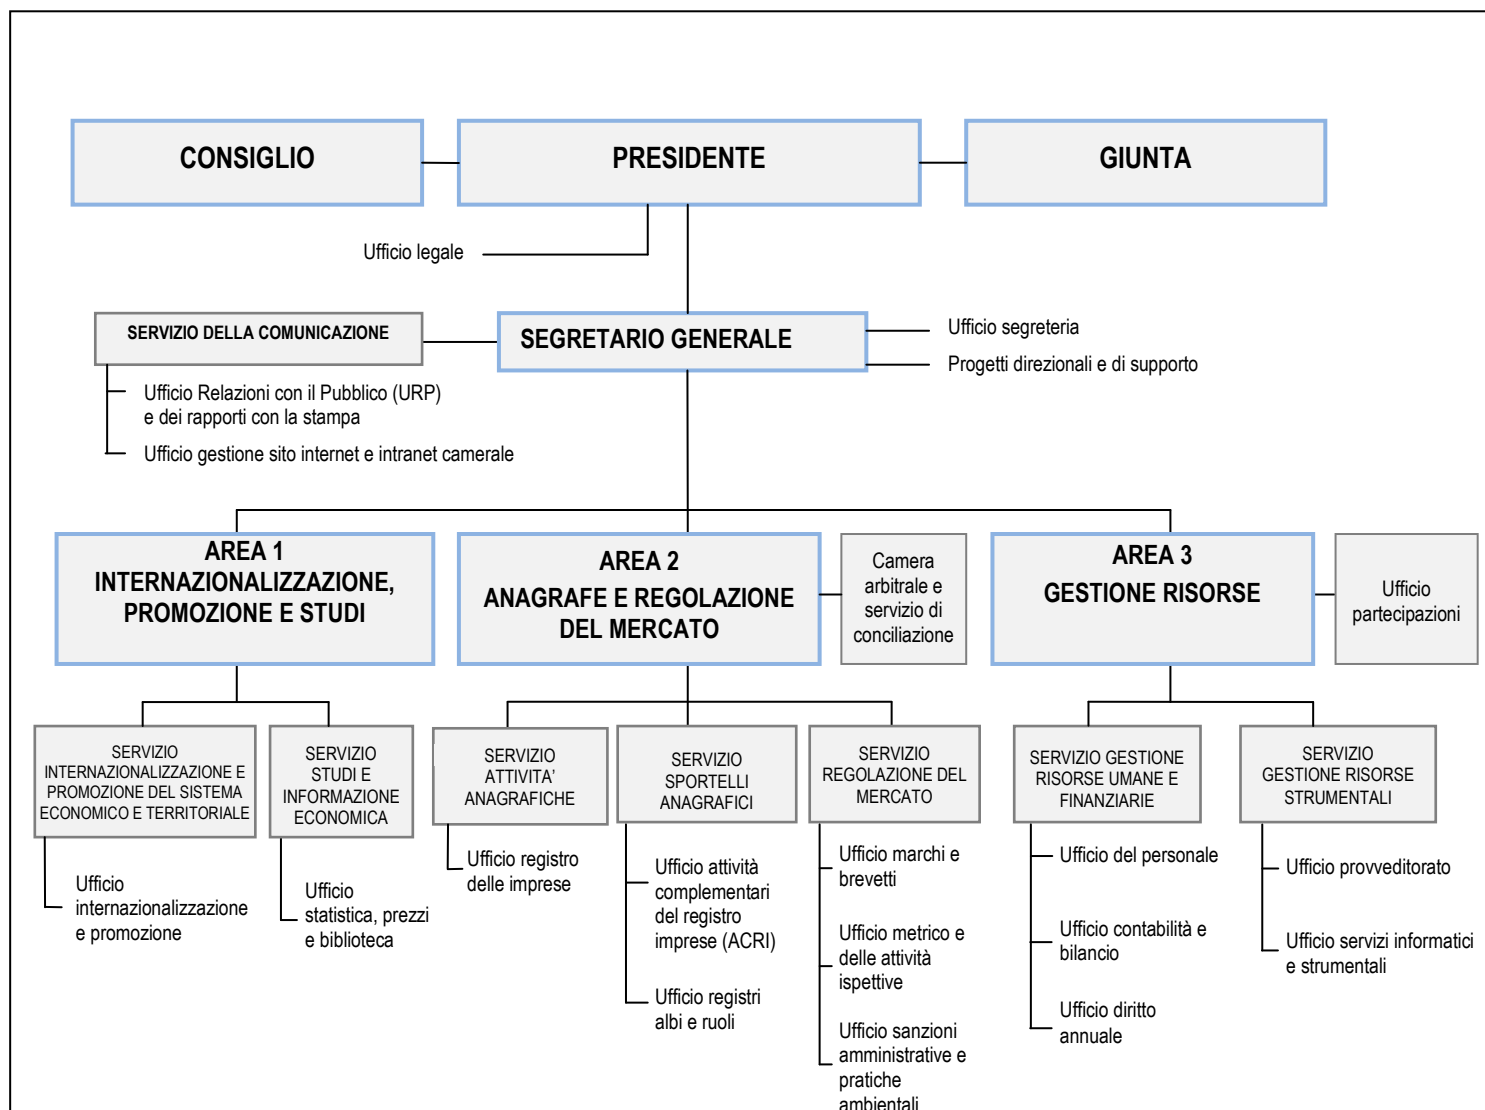 CONSIGLIO
PRESIDENTE
GIUNTA
Ufficio legale
SERVIZIO DELLA COMUNICAZIONE
SEGRETARIO GENERALE
Ufficio segreteria
Progetti direzionali e di supporto
Ufficio Relazioni con il Pubblico (URP)
e dei rapporti con la stampa
Ufficio gestione sito internet e intranet camerale
AREA 1
INTERNAZIONALIZZAZIONE,
PROMOZIONE E STUDI
AREA 2
ANAGRAFE E REGOLAZIONE
DEL MERCATO
Camera
arbitrale e
servizio di
conciliazione
AREA 3
GESTIONE RISORSE
Ufficio
partecipazioni
SERVIZIO
INTERNAZIONALIZZAZIONE E
PROMOZIONE DEL SISTEMA
ECONOMICO E TERRITORIALE
SERVIZIO
STUDI E
INFORMAZIONE
ECONOMICA
SERVIZIO
ATTIVITA'
ANAGRAFICHE
SERVIZIO
SPORTELLI
ANAGRAFICI
SERVIZIO
REGOLAZIONE DEL
MERCATO
SERVIZIO GESTIONE
RISORSE UMANE E
FINANZIARIE
SERVIZIO
GESTIONE RISORSE
STRUMENTALI
Ufficio
internazionalizzazione
e promozione
Ufficio
statistica, prezzi
e biblioteca
Ufficio registro
delle imprese
Ufficio attività
complementari
del registro
imprese (ACRI)
Ufficio registri
albi e ruoli
Ufficio marchi e
brevetti
Ufficio metrico e
delle attività
ispettive
Ufficio sanzioni
amministrative e
pratiche
ambientali
Ufficio del personale
Ufficio contabilità e
bilancio
Ufficio diritto
annuale
Ufficio provveditorato
Ufficio servizi informatici
e strumentali